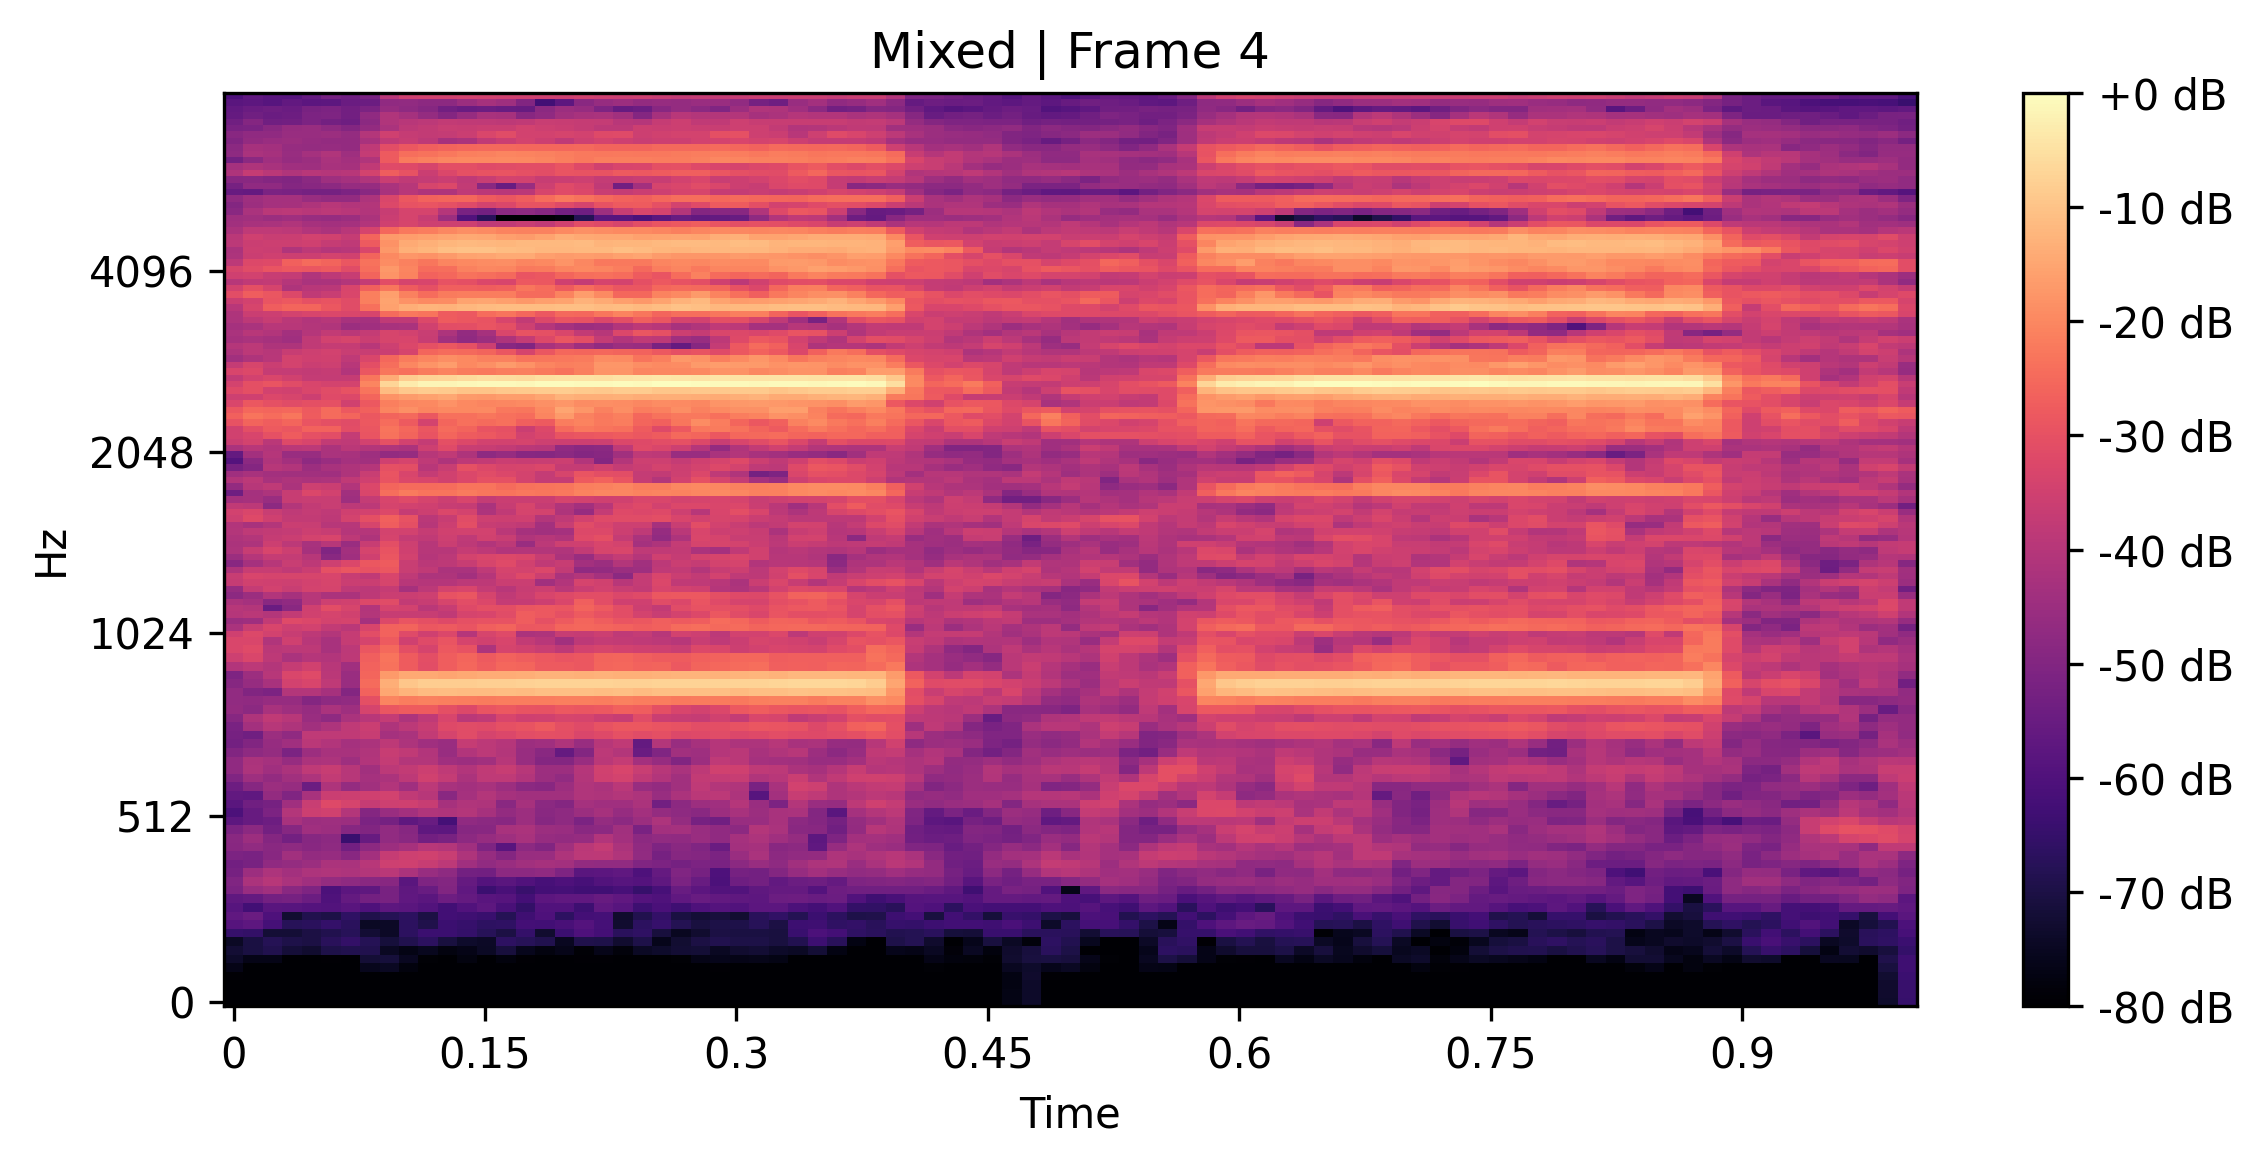 Mixed | Frame 4
Hz
4096
2048
1024
512
0
0 0.15 0.3 0.45 0.6 0.75 0.9
Time
+0 dB
-10 dB
-20 dB
-30 dB
-40 dB
-50 dB
-60 dB
-70 dB
-80 dB